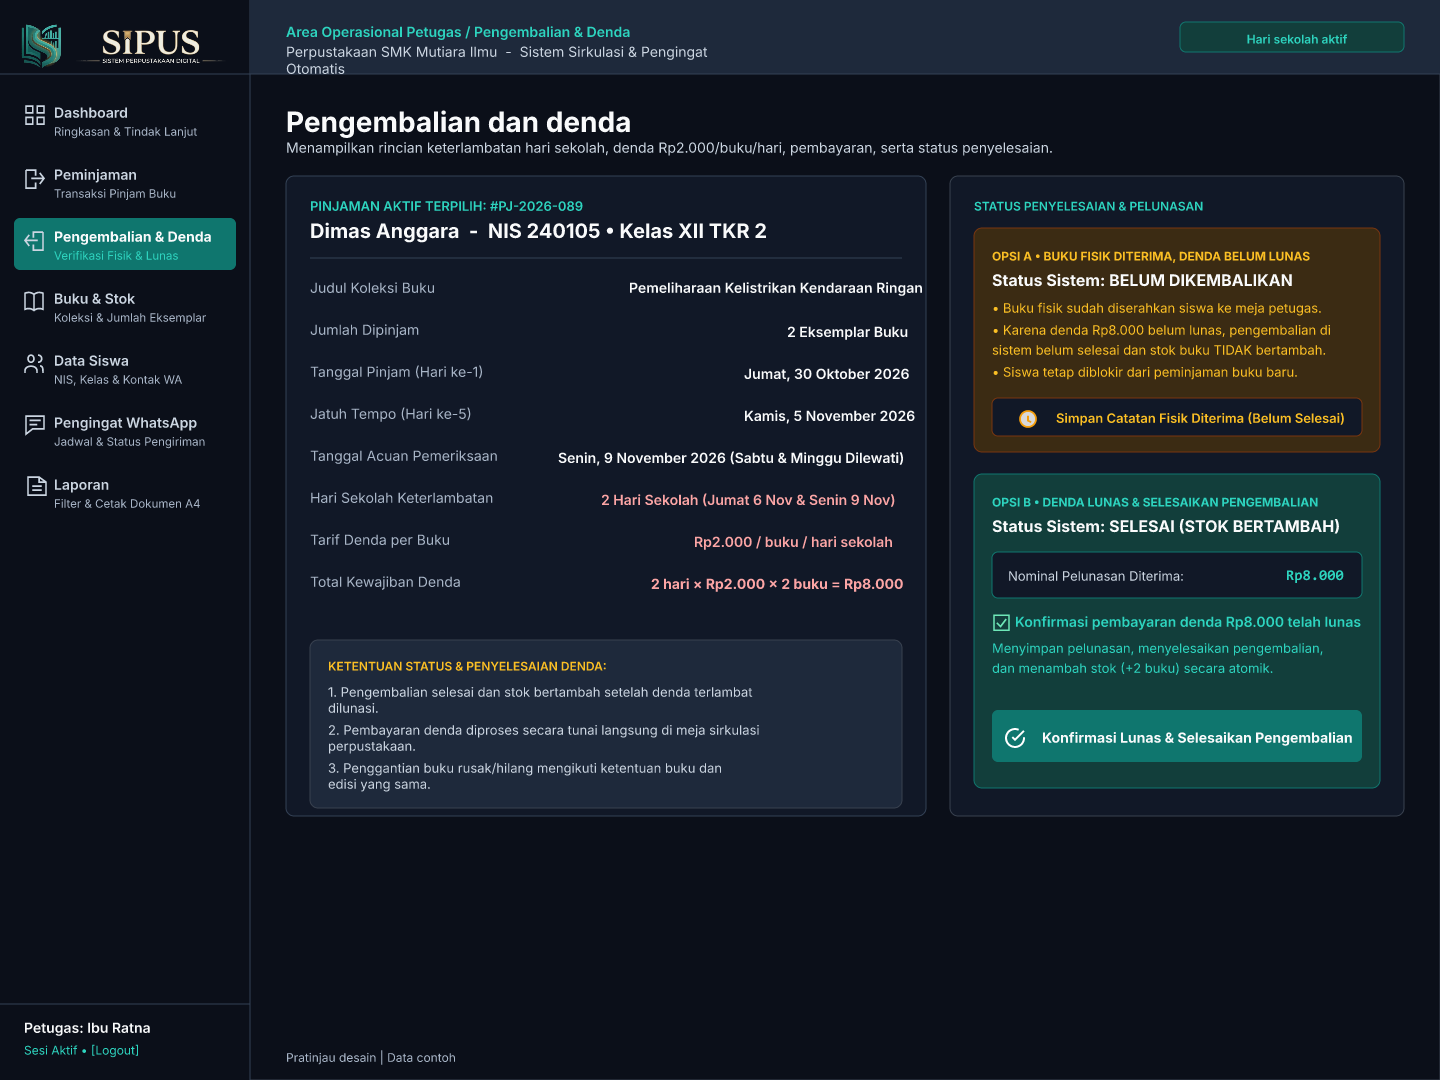 SIPUS
SISTEM PERPUSTAKAAN DIGITAL
Area Operasional Petugas / Pengembalian & Denda
Perpustakaan SMK Mutiara Ilmu  -  Sistem Sirkulasi & Pengingat
Otomatis
Hari sekolah aktif
Dashboard
Ringkasan & Tindak Lanjut
Peminjaman
Transaksi Pinjam Buku
Pengembalian & Denda
Verifikasi Fisik & Lunas
Buku & Stok
Koleksi & Jumlah Eksemplar
Data Siswa
NIS, Kelas & Kontak WA
Pengingat WhatsApp
Jadwal & Status Pengiriman
Laporan
Filter & Cetak Dokumen A4
Petugas: Ibu Ratna
Sesi Aktif • [Logout]
Pengembalian dan denda
Menampilkan rincian keterlambatan hari sekolah, denda Rp2.000/buku/hari, pembayaran, serta status penyelesaian.
PINJAMAN AKTIF TERPILIH: #PJ-2026-089
Dimas Anggara  -  NIS 240105 • Kelas XII TKR 2
Judul Koleksi Buku Pemeliharaan Kelistrikan Kendaraan Ringan
Jumlah Dipinjam 2 Eksemplar Buku
Tanggal Pinjam (Hari ke-1) Jumat, 30 Oktober 2026
Jatuh Tempo (Hari ke-5) Kamis, 5 November 2026
Tanggal Acuan Pemeriksaan Senin, 9 November 2026 (Sabtu & Minggu Dilewati)
Hari Sekolah Keterlambatan 2 Hari Sekolah (Jumat 6 Nov & Senin 9 Nov)
Tarif Denda per Buku Rp2.000 / buku / hari sekolah
Total Kewajiban Denda 2 hari × Rp2.000 × 2 buku = Rp8.000
KETENTUAN STATUS & PENYELESAIAN DENDA:
1. Pengembalian selesai dan stok bertambah setelah denda terlambat
dilunasi.
2. Pembayaran denda diproses secara tunai langsung di meja sirkulasi
perpustakaan.
3. Penggantian buku rusak/hilang mengikuti ketentuan buku dan
edisi yang sama.
STATUS PENYELESAIAN & PELUNASAN
OPSI A • BUKU FISIK DITERIMA, DENDA BELUM LUNAS
Status Sistem: BELUM DIKEMBALIKAN
• Buku fisik sudah diserahkan siswa ke meja petugas.
• Karena denda Rp8.000 belum lunas, pengembalian di
sistem belum selesai dan stok buku TIDAK bertambah.
• Siswa tetap diblokir dari peminjaman buku baru.
Simpan Catatan Fisik Diterima (Belum Selesai)
OPSI B • DENDA LUNAS & SELESAIKAN PENGEMBALIAN
Status Sistem: SELESAI (STOK BERTAMBAH)
Nominal Pelunasan Diterima: Rp8.000
Konfirmasi pembayaran denda Rp8.000 telah lunas
Menyimpan pelunasan, menyelesaikan pengembalian,
dan menambah stok (+2 buku) secara atomik.
Konfirmasi Lunas & Selesaikan Pengembalian
Pratinjau desain | Data contoh